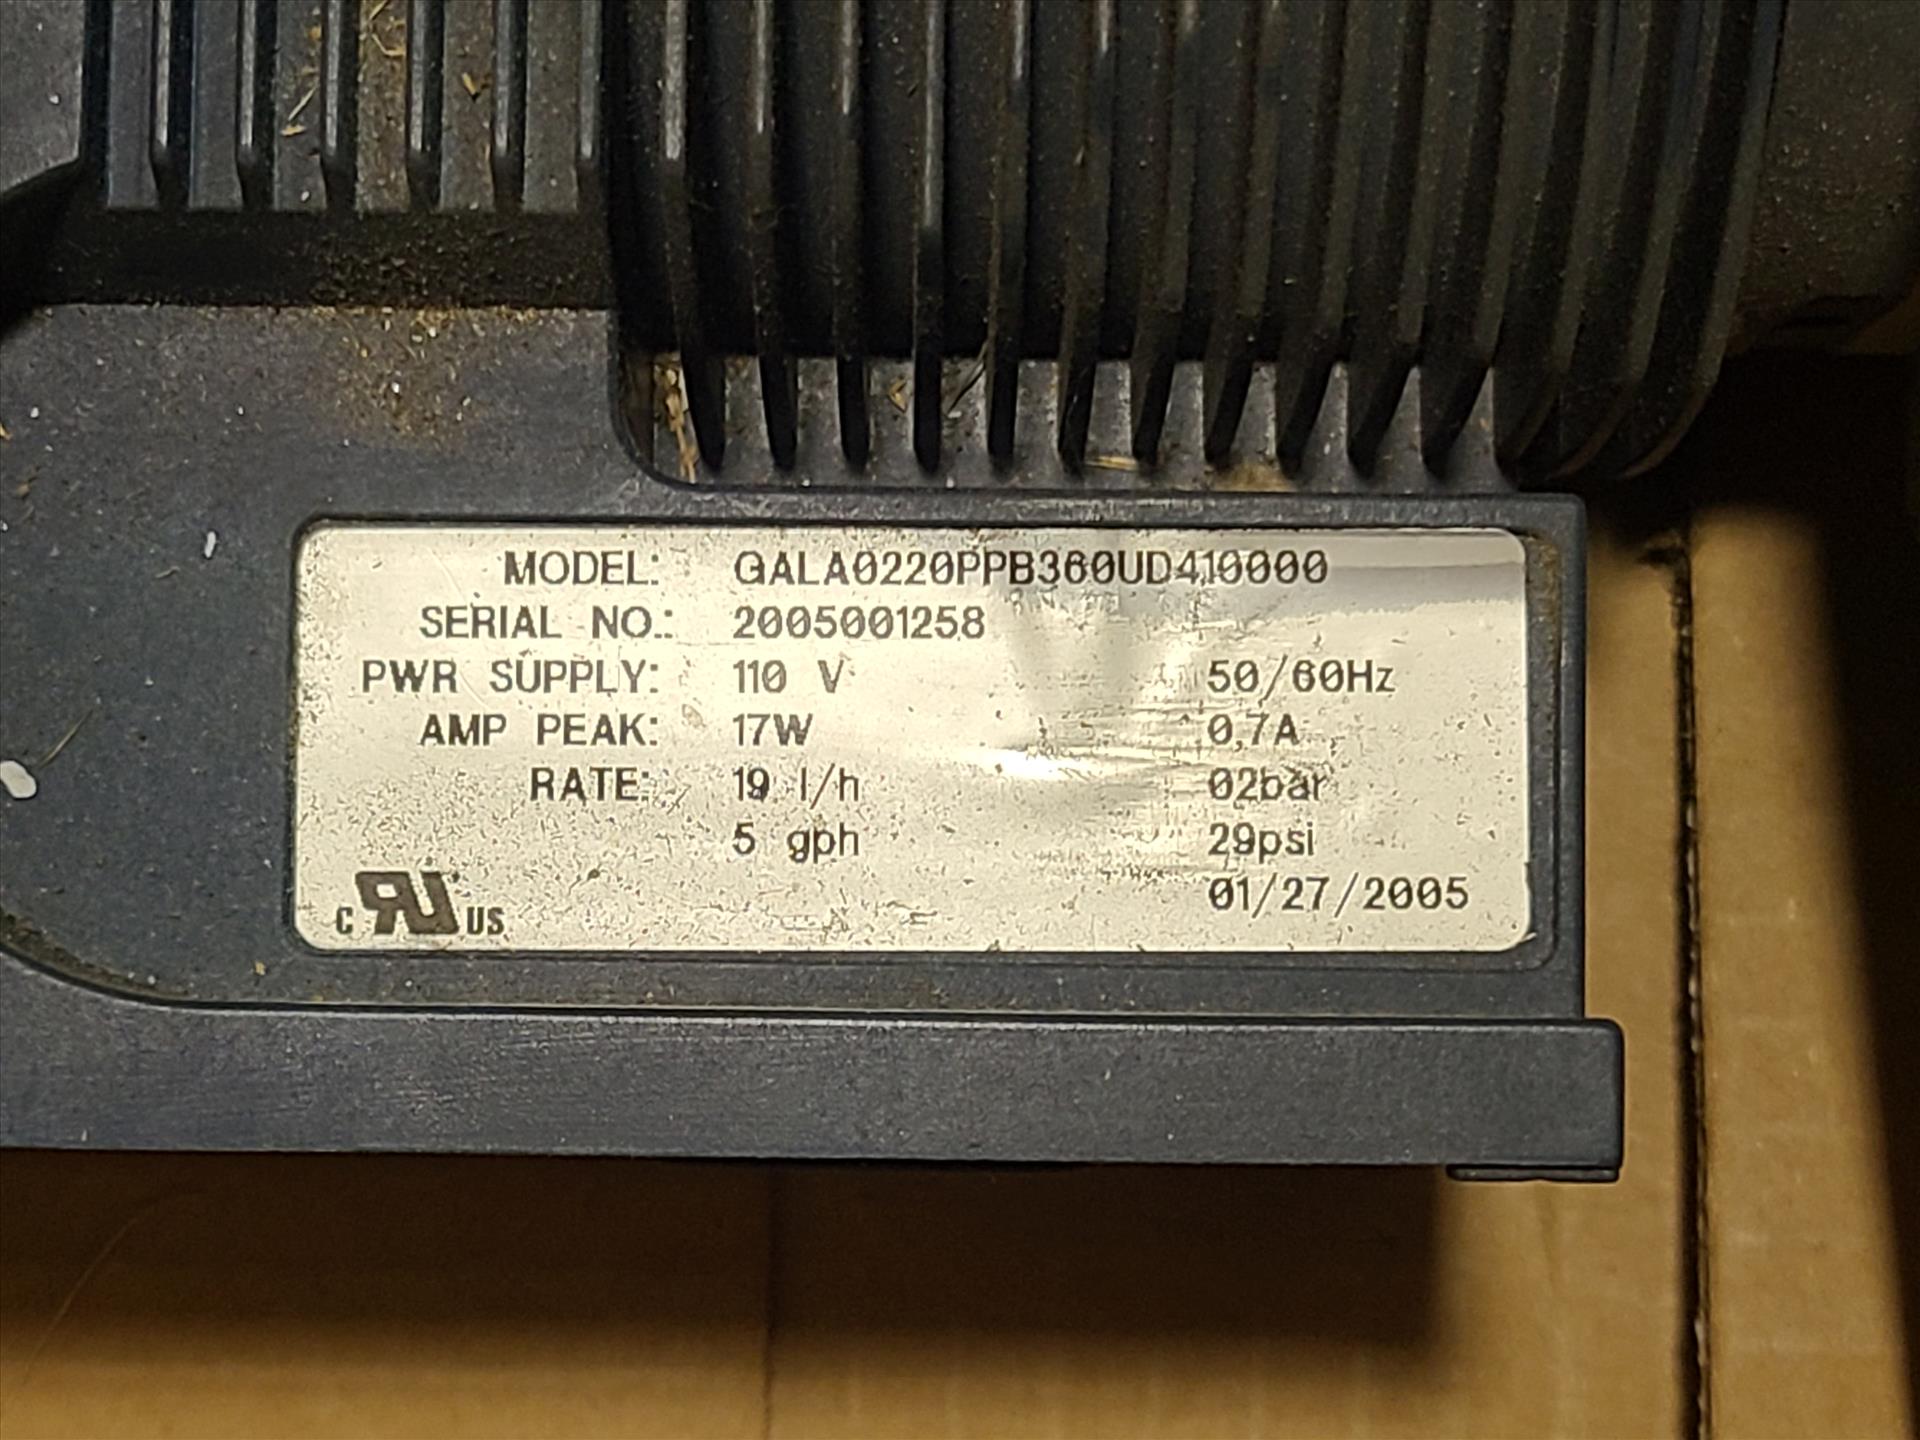 MODEL: GALA0220PPB360UD410000
SERIAL NO.: 2005001258
PWR SUPPLY: 110 V 50/60Hz
AMP PEAK: 17W 0,7A
RATE: 19 l/h 02bar
5 gph 29psi
01/27/2005
C RU US